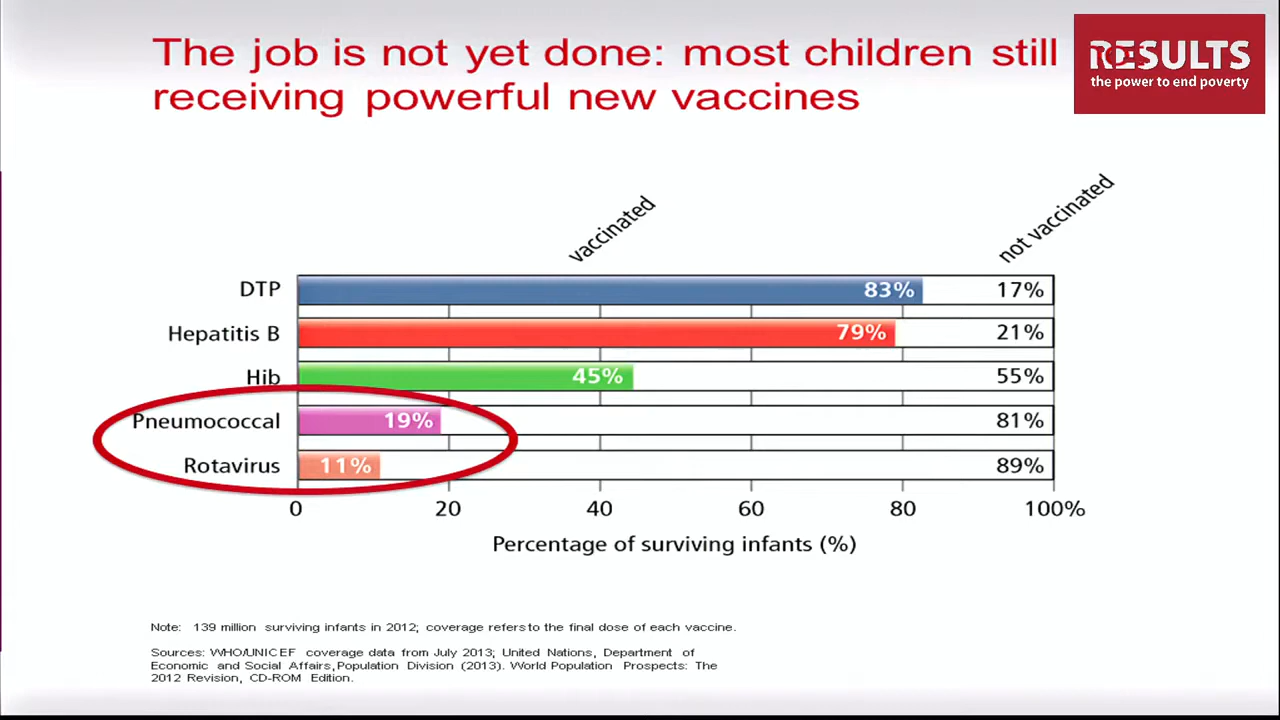 The job is not yet done: most children still
receiving powerful new vaccines
RESULTS
the power to end poverty
vaccinated
not vaccinated
DTP 83% 17%
Hepatitis B 79% 21%
Hib 45% 55%
Pneumococcal 19% 81%
Rotavirus 11% 89%
0 20 40 60 80 100%
Percentage of surviving infants (%)
Note: 139 million surviving infants in 2012; coverage refers to the final dose of each vaccine.
Sources: WHO/UNICEF coverage data from July 2013; United Nations, Department of
Economic and Social Affairs, Population Division (2013). World Population Prospects: The
2012 Revision, CD-ROM Edition.